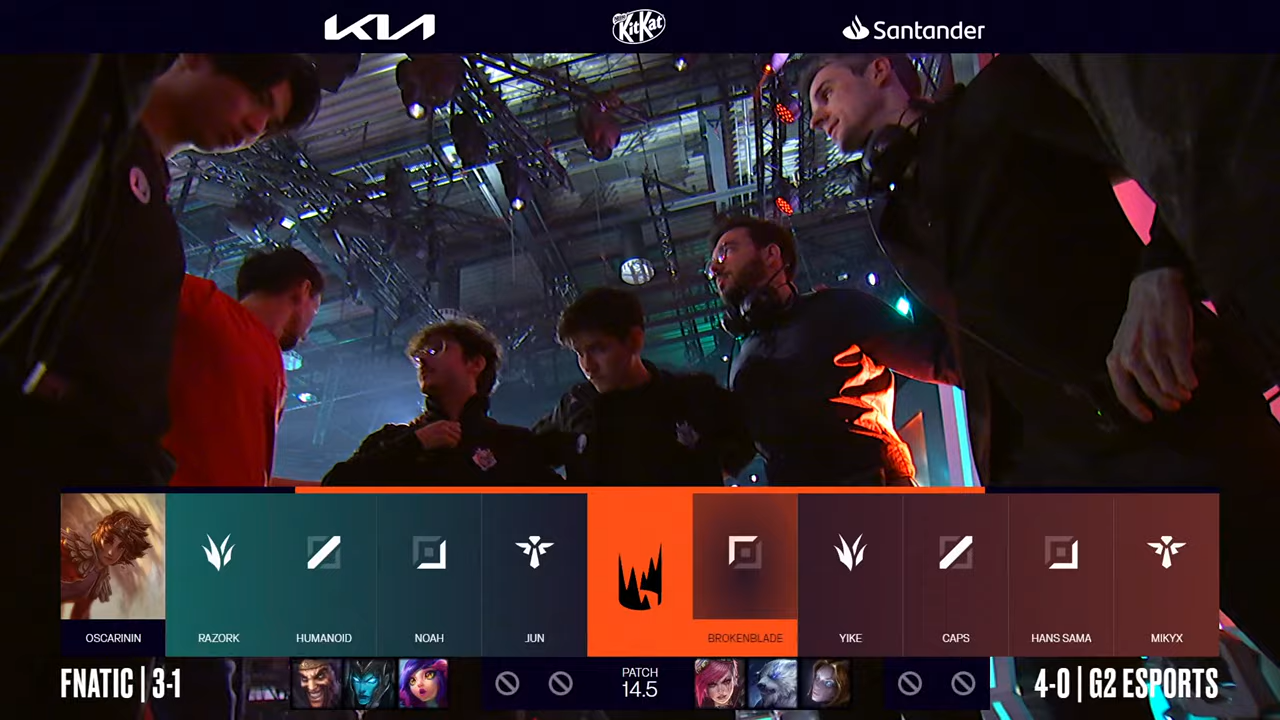 KIA
Nestlé KitKat
Santander
OSCARININ
RAZORK
HUMANOID
NOAH
JUN
BROKENBLADE
YIKE
CAPS
HANS SAMA
MIKYX
FNATIC | 3-1
PATCH
14.5
4-0 | G2 ESPORTS